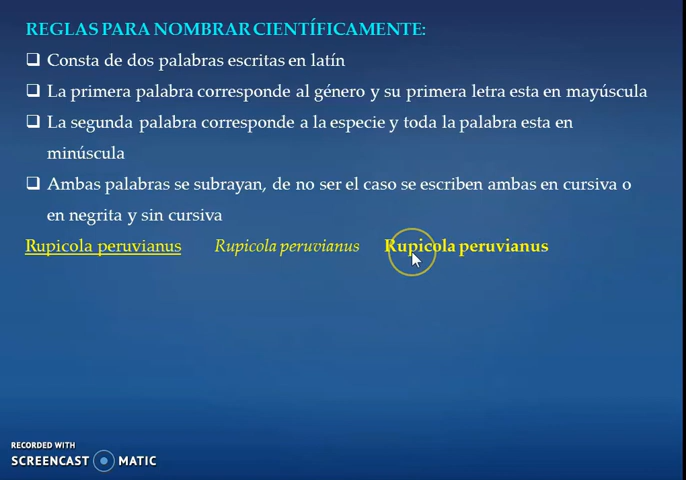 REGLAS PARA NOMBRAR CIENTÍFICAMENTE:
Consta de dos palabras escritas en latín
La primera palabra corresponde al género y su primera letra esta en mayúscula
La segunda palabra corresponde a la especie y toda la palabra esta en
minúscula
Ambas palabras se subrayan, de no ser el caso se escriben ambas en cursiva o
en negrita y sin cursiva
Rupicola peruvianus Rupicola peruvianus Rupicola peruvianus
RECORDED WITH
SCREENCAST MATIC